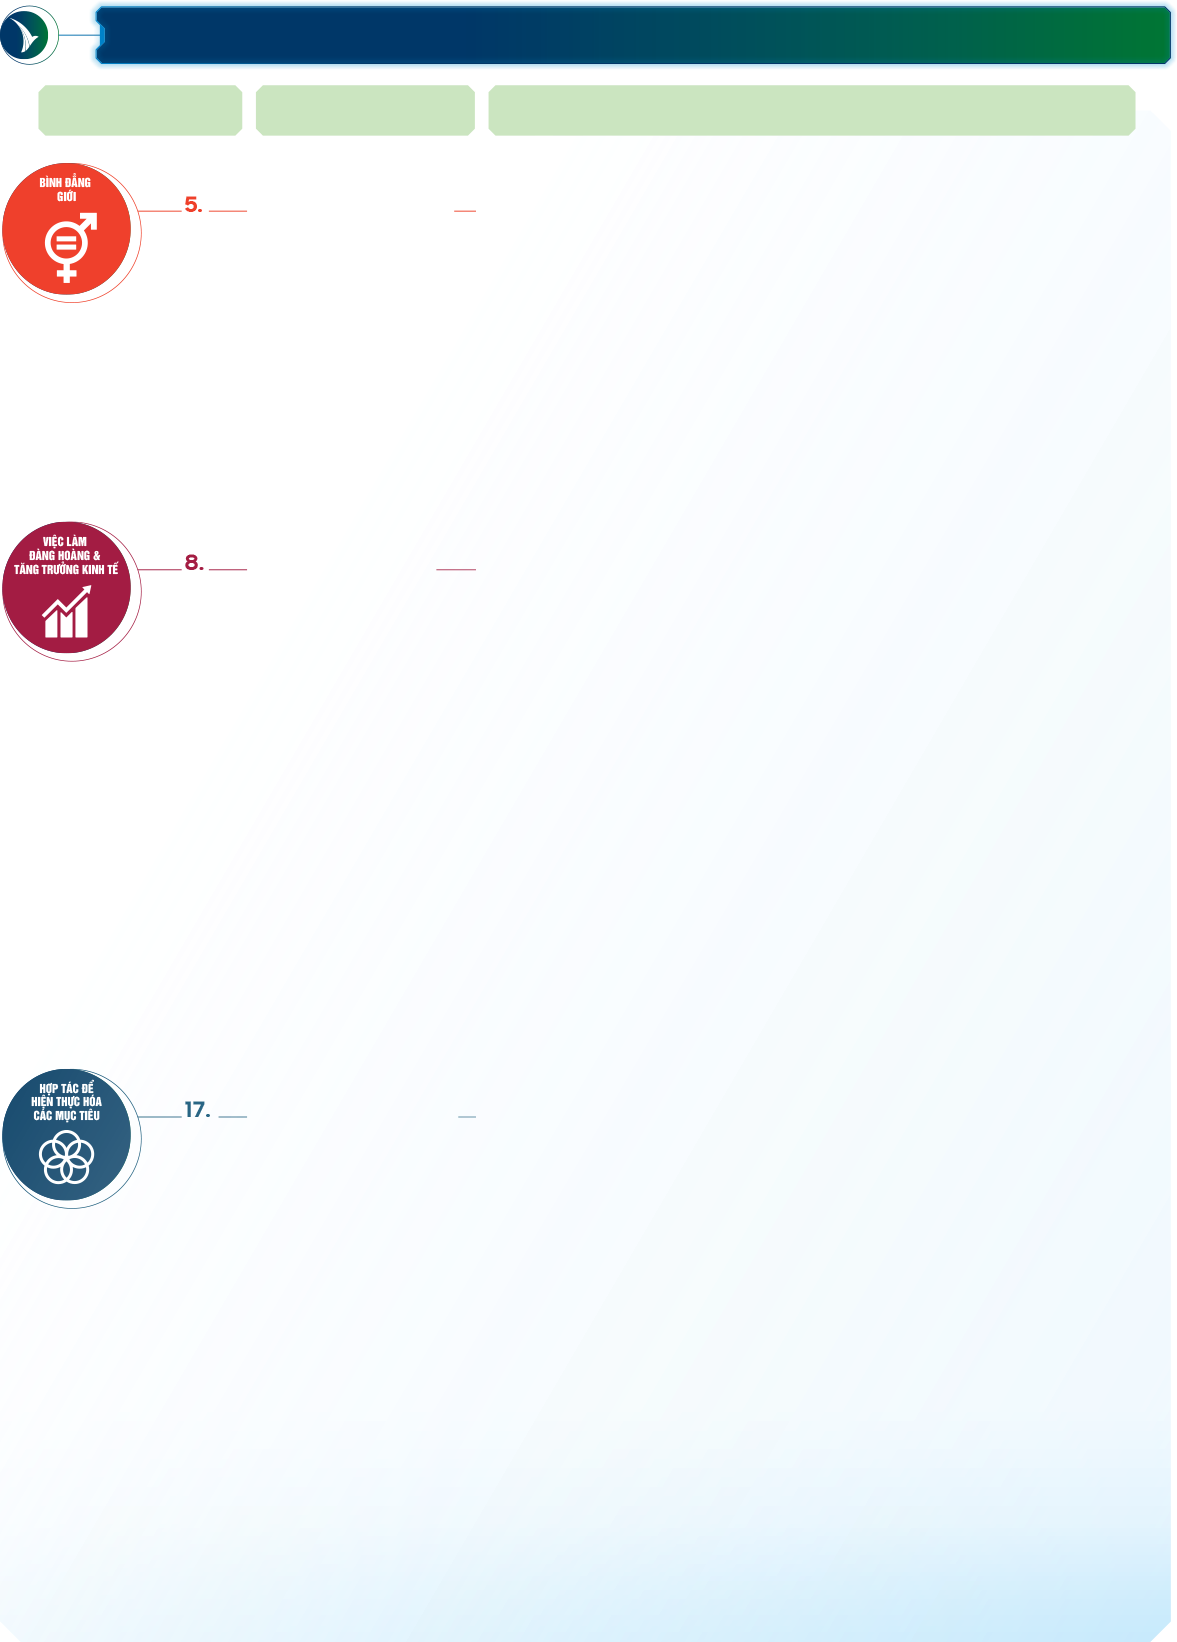 BÌNH ĐẲNG
GIỚI
5.
VIỆC LÀM
ĐÀNG HOÀNG &
TĂNG TRƯỞNG KINH TẾ
8.
HỢP TÁC ĐỂ
HIỆN THỰC HÓA
CÁC MỤC TIÊU
17.